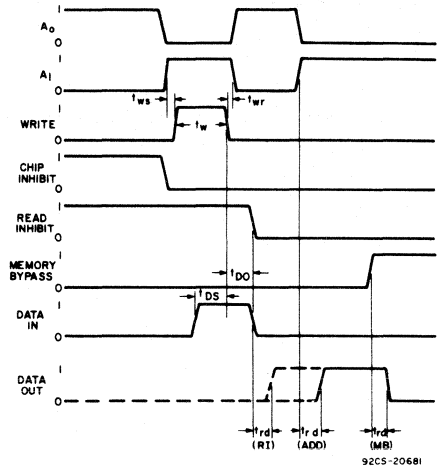 1
A₀
0
1
A₁
0
tws
twr
1
WRITE
tw
0
1
CHIP
INHIBIT
0
1
READ
INHIBIT
0
1
MEMORY
BYPASS
tDO
0
tDS
1
DATA
IN
0
1
DATA
OUT
0
trd
trd
trd
(RI)
(ADD)
(MB)
92CS-20681